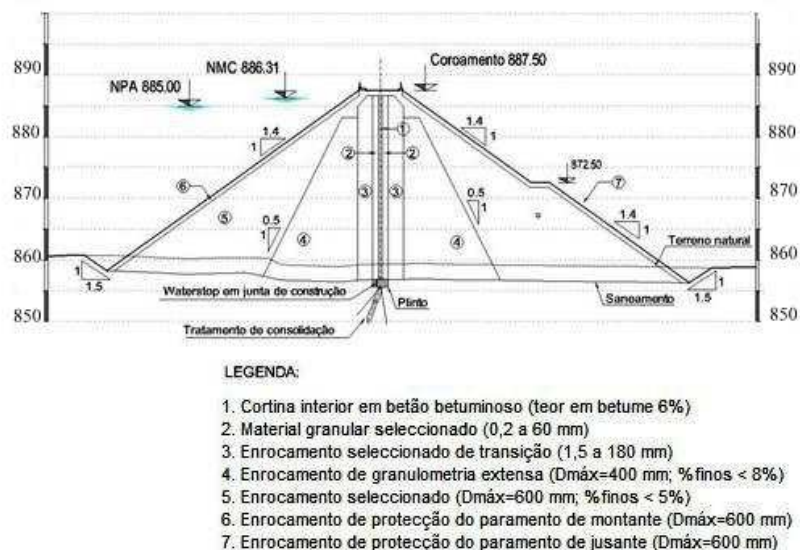 NPA 885.00
NMC 886.31
Coroamento 887.50
890
890
880
880
870
870
860
860
850
850
1.4
1
1.4
1
872.50
1
2
2
3
3
4
4
5
6
7
0.5
1
0.5
1
1.4
1
1
1.5
1
1.5
Terreno natural
Waterstop em junta de construção
Plinto
Saneamento
Tratamento de consolidação
LEGENDA:
1. Cortina interior em betão betuminoso (teor em betume 6%)
2. Material granular seleccionado (0,2 a 60 mm)
3. Enrocamento seleccionado de transição (1,5 a 180 mm)
4. Enrocamento de granulometria extensa (Dmáx=400 mm; %finos < 8%)
5. Enrocamento seleccionado (Dmáx=600 mm; %finos < 5%)
6. Enrocamento de protecção do paramento de montante (Dmáx=600 mm)
7. Enrocamento de protecção do paramento de jusante (Dmáx=600 mm)